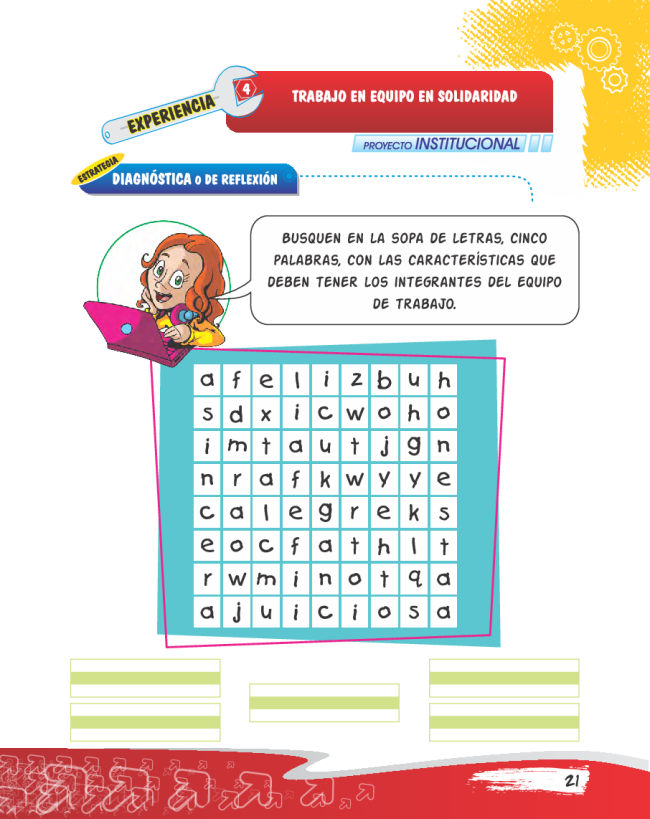 4
EXPERIENCIA
TRABAJO EN EQUIPO EN SOLIDARIDAD
PROYECTO INSTITUCIONAL
ESTRATEGIA
DIAGNÓSTICA o DE REFLEXIÓN
BUSQUEN EN LA SOPA DE LETRAS, CINCO
PALABRAS, CON LAS CARACTERÍSTICAS QUE
DEBEN TENER LOS INTEGRANTES DEL EQUIPO
DE TRABAJO.
a f e l i z b u h
s d x i c w o h o
i m t a u t j g n
n r a f k w y y e
c a l e g r e k s
e o c f a t h l t
r w m i n o t q a
a j u i c i o s a
21